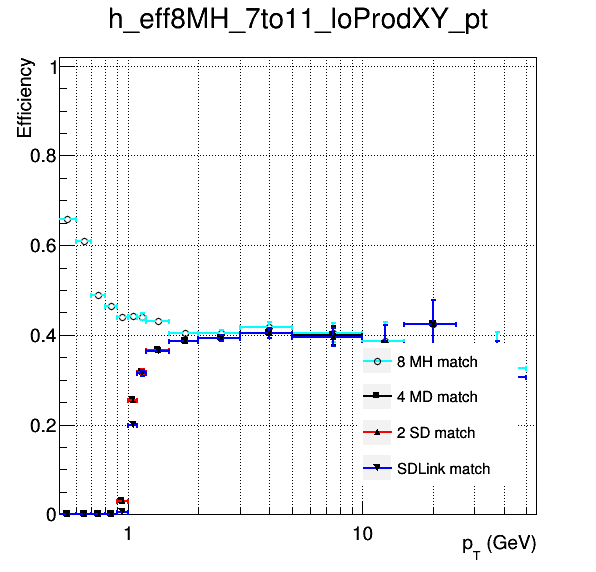 h_eff8MH_7to11_loProdXY_pt
Efficiency
1
0.8
0.6
0.4
0.2
0
8 MH match
4 MD match
2 SD match
SDLink match
1
10
p_T (GeV)